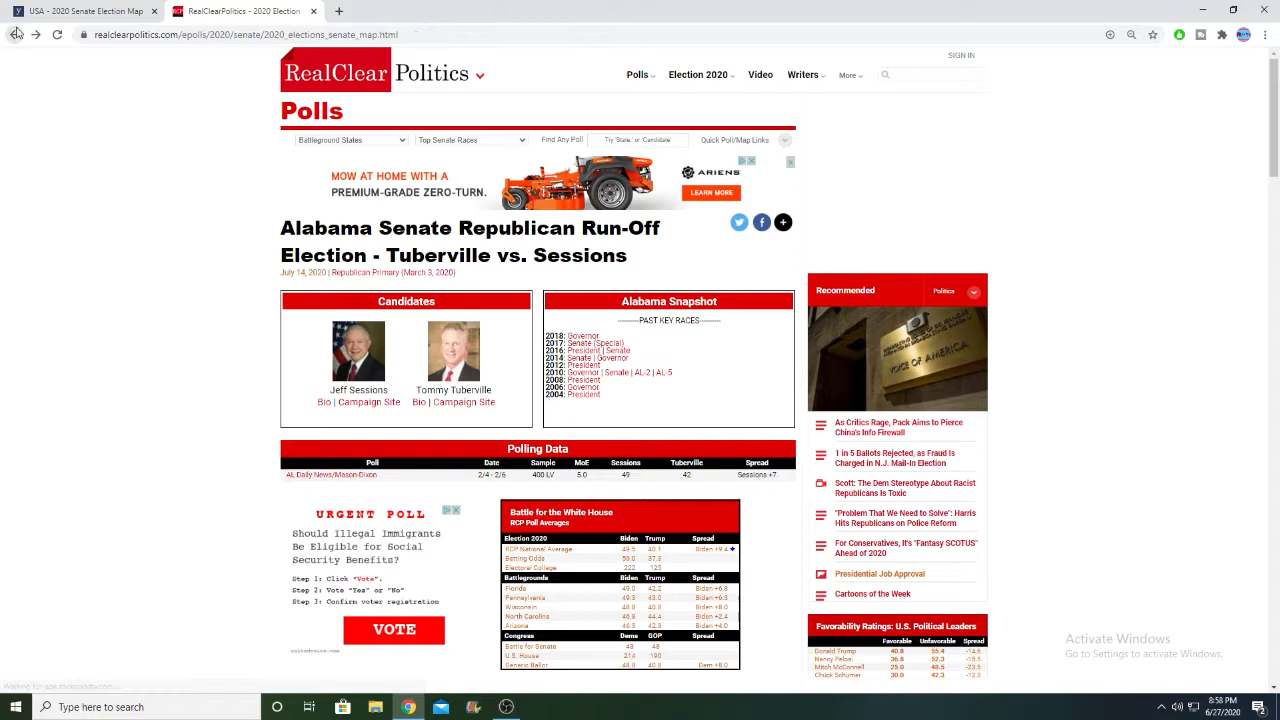 USA - 2020 Senate Election Map
RealClearPolitics - Election 2020
realclearpolitics.com/epolls/2020/senate/2020_elections_senate_map.html
SIGN IN
RealClear Politics
Polls Election 2020 Video Writers More
Polls
Battleground States Top Senate Races Find Any Poll Try 'State,' or 'Candidate' Quick Poll/Map Links
MOW AT HOME WITH A
PREMIUM-GRADE ZERO-TURN.
ARIENS
LEARN MORE
Alabama Senate Republican Run-Off
Election - Tuberville vs. Sessions
July 14, 2020 | Republican Primary (March 3, 2020)
Candidates
Jeff Sessions Tommy Tuberville
Bio | Campaign Site Bio | Campaign Site
Alabama Snapshot
----------PAST KEY RACES----------
2018: Governor
2017: Senate (Special)
2016: President | Senate
2014: Senate | Governor
2012: President
2010: Governor | Senate | AL-2 | AL-5
2008: President
2006: Governor
2004: President
Polling Data
Poll Date Sample MoE Sessions Tuberville Spread
AL Daily News/Mason-Dixon 2/4 - 2/6 400 LV 5.0 49 42 Sessions +7
URGENT POLL
Should Illegal Immigrants
Be Eligible for Social
Security Benefits?
Step 1: Click "Vote".
Step 2: Vote "Yes" or "No"
Step 3: Confirm voter registration
VOTE
Battle for the White House
RCP Poll Averages
Election 2020 Biden Trump Spread
RCP National Average 49.5 40.1 Biden +9.4
Betting Odds 59.0 37.3
Electoral College 222 125
Battlegrounds Biden Trump Spread
Florida 49.0 42.2 Biden +6.8
Pennsylvania 49.3 43.0 Biden +6.3
Wisconsin 48.8 40.8 Biden +8.0
North Carolina 46.8 44.4 Biden +2.4
Arizona 46.3 42.3 Biden +4.0
Congress Dems GOP Spread
Battle for Senate 48 48
U.S. House 214 190
Generic Ballot 48.8 40.8 Dem +8.0
Recommended Politics
VOICE OF AMERICA
As Critics Rage, Pack Aims to Pierce
China's Info Firewall
1 in 5 Ballots Rejected, as Fraud Is
Charged in N.J. Mail-In Election
Scott: The Dem Stereotype About Racist
Republicans Is Toxic
"Problem That We Need to Solve": Harris
Hits Republicans on Police Reform
For Conservatives, It's "Fantasy SCOTUS"
Ahead of 2020
Presidential Job Approval
Cartoons of the Week
Favorability Ratings: U.S. Political Leaders
Favorable Unfavorable Spread
Donald Trump 40.8 55.4 -14.6
Nancy Pelosi 36.8 52.3 -15.5
Mitch McConnell 25.0 48.5 -23.5
Chuck Schumer 30.0 42.3 -12.3
Activate Windows
Go to Settings to activate Windows.
Type here to search
8:58 PM
6/27/2020